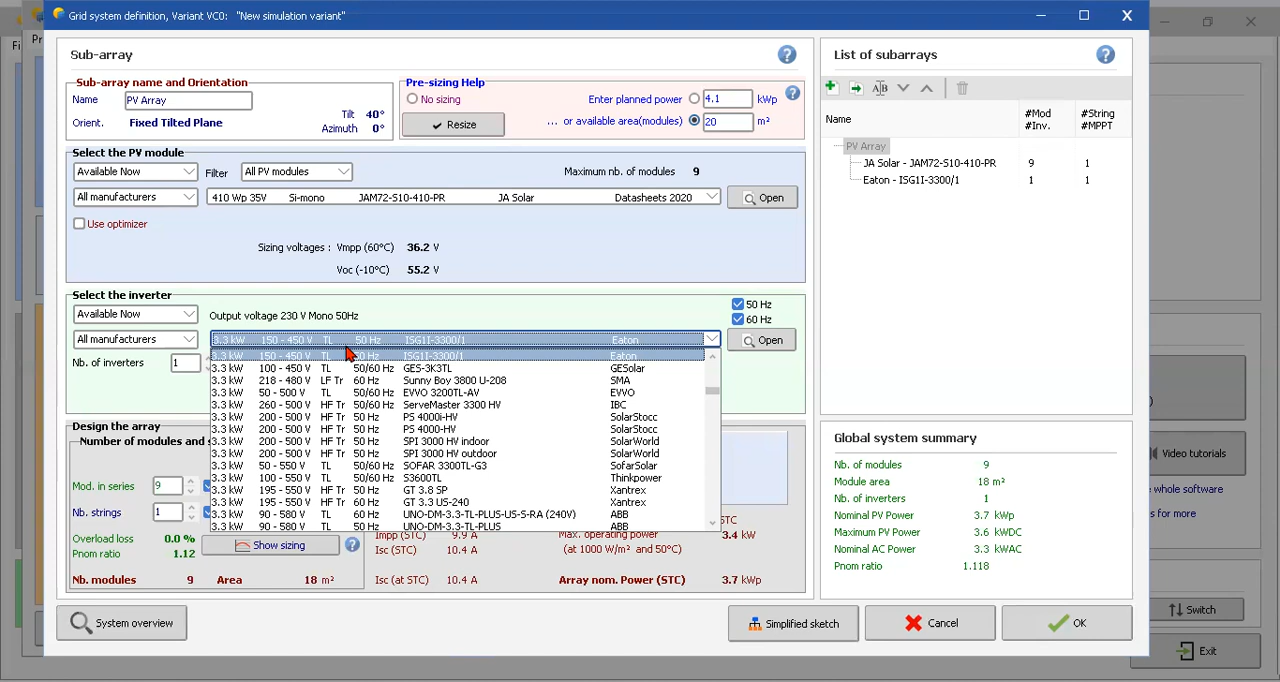 Grid system definition, Variant VC0: "New simulation variant"
Fi
Pr
Sub-array
Sub-array name and Orientation
Name PV Array
Orient. Fixed Tilted Plane
Tilt 40°
Azimuth 0°
Pre-sizing Help
No sizing
Enter planned power 4.1 kWp
Resize
... or available area(modules) 20 m²
Select the PV module
Available Now Filter All PV modules Maximum nb. of modules 9
All manufacturers 410 Wp 35V Si-mono JAM72-S10-410-PR JA Solar Datasheets 2020 Open
Use optimizer
Sizing voltages : Vmpp (60°C) 36.2 V
Voc (-10°C) 55.2 V
Select the inverter
Available Now Output voltage 230 V Mono 50Hz
50 Hz
60 Hz
All manufacturers 3.3 kW 150 - 450 V TL 50 Hz ISG1I-3300/1 Eaton Open
Nb. of inverters 1
3.3 kW 150 - 450 V TL 50 Hz ISG1I-3300/1 Eaton
3.3 kW 100 - 450 V TL 50/60 Hz GES-3K3TL GESolar
3.3 kW 218 - 480 V LF Tr 60 Hz Sunny Boy 3800 U-208 SMA
3.3 kW 50 - 500 V TL 50/60 Hz EVVO 3200TL-AV EVVO
3.3 kW 260 - 500 V HF Tr 50/60 Hz ServeMaster 3300 HV IBC
3.3 kW 200 - 500 V HF Tr 50 Hz PS 4000i-HV SolarStocc
3.3 kW 200 - 500 V HF Tr 50 Hz PS 4000-HV SolarStocc
3.3 kW 200 - 500 V HF Tr 50 Hz SPI 3000 HV indoor SolarWorld
3.3 kW 200 - 500 V HF Tr 50 Hz SPI 3000 HV outdoor SolarWorld
3.3 kW 50 - 550 V TL 50/60 Hz SOFAR 3300TL-G3 SofarSolar
3.3 kW 100 - 550 V TL 50/60 Hz S3600TL Thinkpower
3.3 kW 195 - 550 V HF Tr 50 Hz GT 3.8 SP Xantrex
3.3 kW 195 - 550 V HF Tr 50 Hz GT 3.3 US-240 Xantrex
3.3 kW 90 - 580 V TL 60 Hz UNO-DM-3.3-TL-PLUS-US-S-RA (240V) ABB
3.3 kW 90 - 580 V TL 50 Hz UNO-DM-3.3-TL-PLUS ABB
Design the array
Number of modules and s
Mod. in series 9
Nb. strings 1
Overload loss 0.0 %
Pnom ratio 1.12
Show sizing
Nb. modules 9 Area 18 m²
STC
Impp (STC) 9.9 A Max. operating power 3.4 kW
Isc (STC) 10.4 A (at 1000 W/m² and 50°C)
Isc (at STC) 10.4 A Array nom. Power (STC) 3.7 kWp
List of subarrays
Name #Mod #String
#Inv. #MPPT
PV Array
JA Solar - JAM72-S10-410-PR 9 1
Eaton - ISG1I-3300/1 1 1
Global system summary
Nb. of modules 9
Module area 18 m²
Nb. of inverters 1
Nominal PV Power 3.7 kWp
Maximum PV Power 3.6 kWDC
Nominal AC Power 3.3 kWAC
Pnom ratio 1.118
System overview Simplified sketch Cancel OK
)
Video tutorials
e whole software
s for more
Switch
Exit